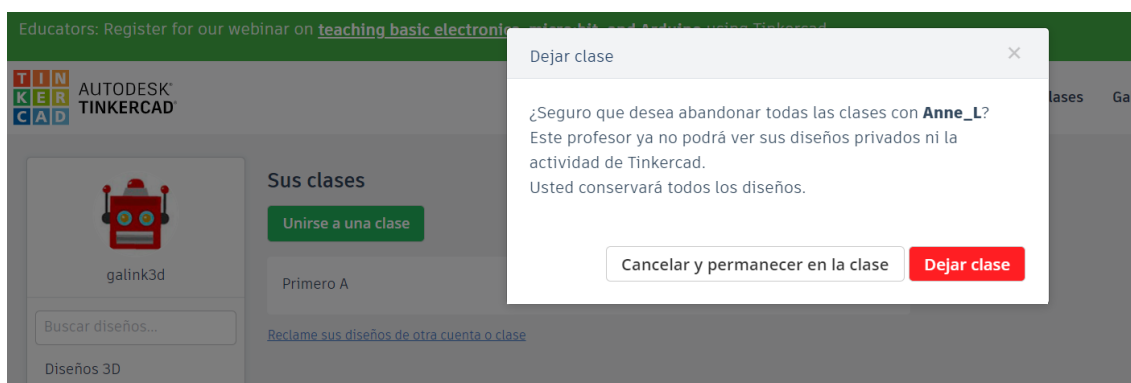 Educators: Register for our webinar on teaching basic electronics, micro:bit, and Arduino using Tinkercad
TIN
KER
CAD
AUTODESK®
TINKERCAD®
Dejar clase
×
¿Seguro que desea abandonar todas las clases con Anne_L?
Este profesor ya no podrá ver sus diseños privados ni la
actividad de Tinkercad.
Usted conservará todos los diseños.
Cancelar y permanecer en la clase
Dejar clase
lases
Ga
galink3d
Buscar diseños...
Diseños 3D
Sus clases
Unirse a una clase
Primero A
Reclame sus diseños de otra cuenta o clase